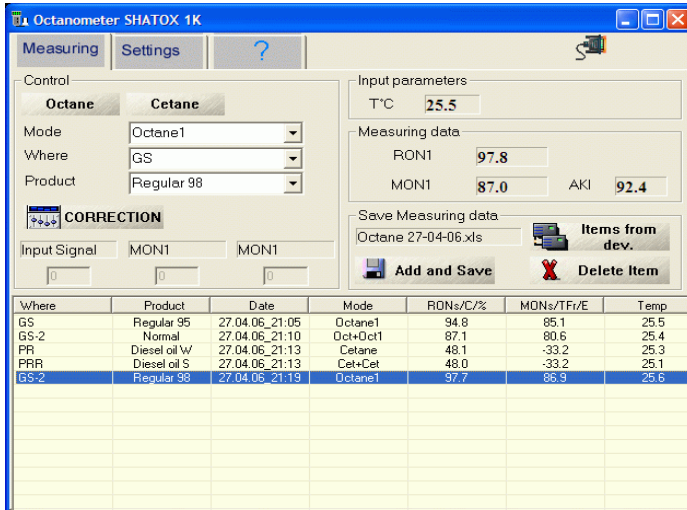 Octanometer SHATOX 1K
Measuring Settings ?
Control
Octane Cetane
Mode Octane1
Where GS
Product Regular 98
CORRECTION
Input Signal MON1 MON1
0 0 0
Input parameters
T°C 25.5
Measuring data
RON1 97.8
MON1 87.0 AKI 92.4
Save Measuring data
Octane 27-04-06.xls Items from
dev.
Add and Save Delete Item
Where Product Date Mode RONs/C/% MONs/TFr/E Temp
GS Regular 95 27.04.06_21:05 Octane1 94.8 85.1 25.5
GS-2 Normal 27.04.06_21:10 Oct+Oct1 87.1 80.6 25.4
PR Diesel oil W 27.04.06_21:13 Cetane 48.1 -33.2 25.3
PRR Diesel oil S 27.04.06_21:13 Cet+Cet 48.0 -33.2 25.1
GS-2 Regular 98 27.04.06_21:19 Octane1 97.7 86.9 25.6